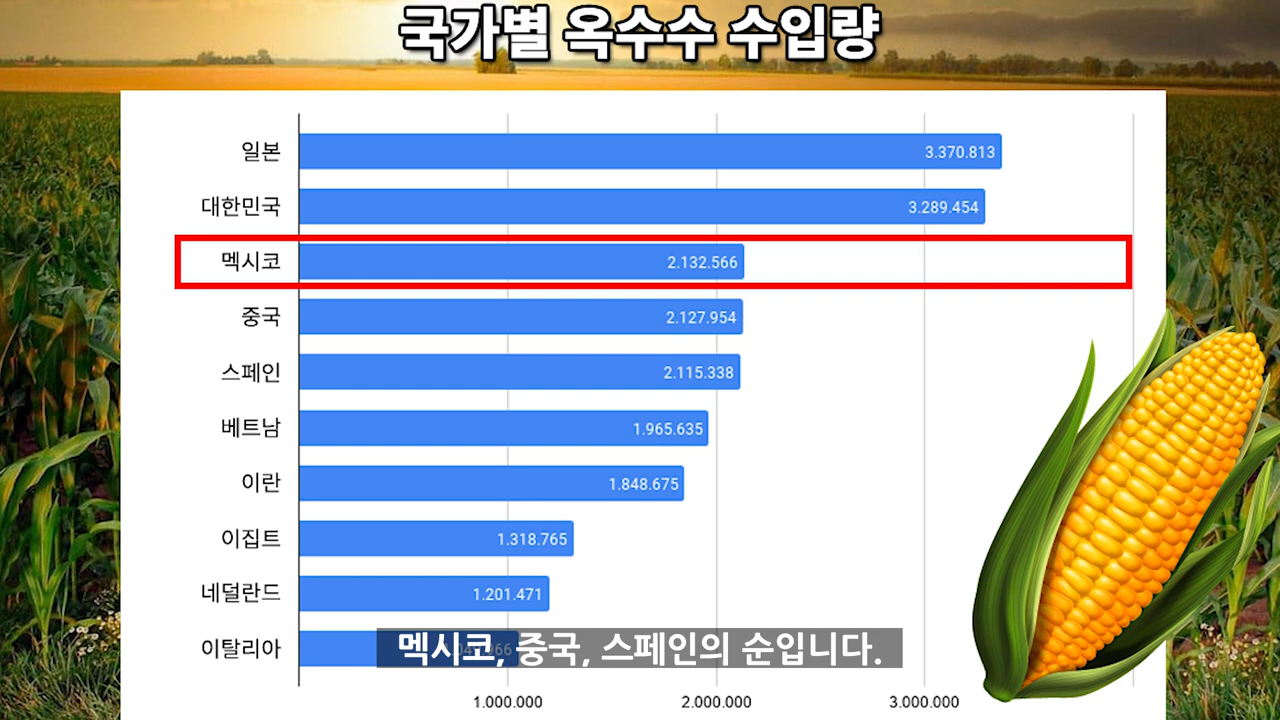 국가별 옥수수 수입량
일본 3.370.813
대한민국 3.289.454
멕시코 2.132.566
중국 2.127.954
스페인 2.115.338
베트남 1.965.635
이란 1.848.675
이집트 1.318.765
네덜란드 1.201.471
이탈리아
멕시코, 중국, 스페인의 순입니다.
1.000.000 2.000.000 3.000.000